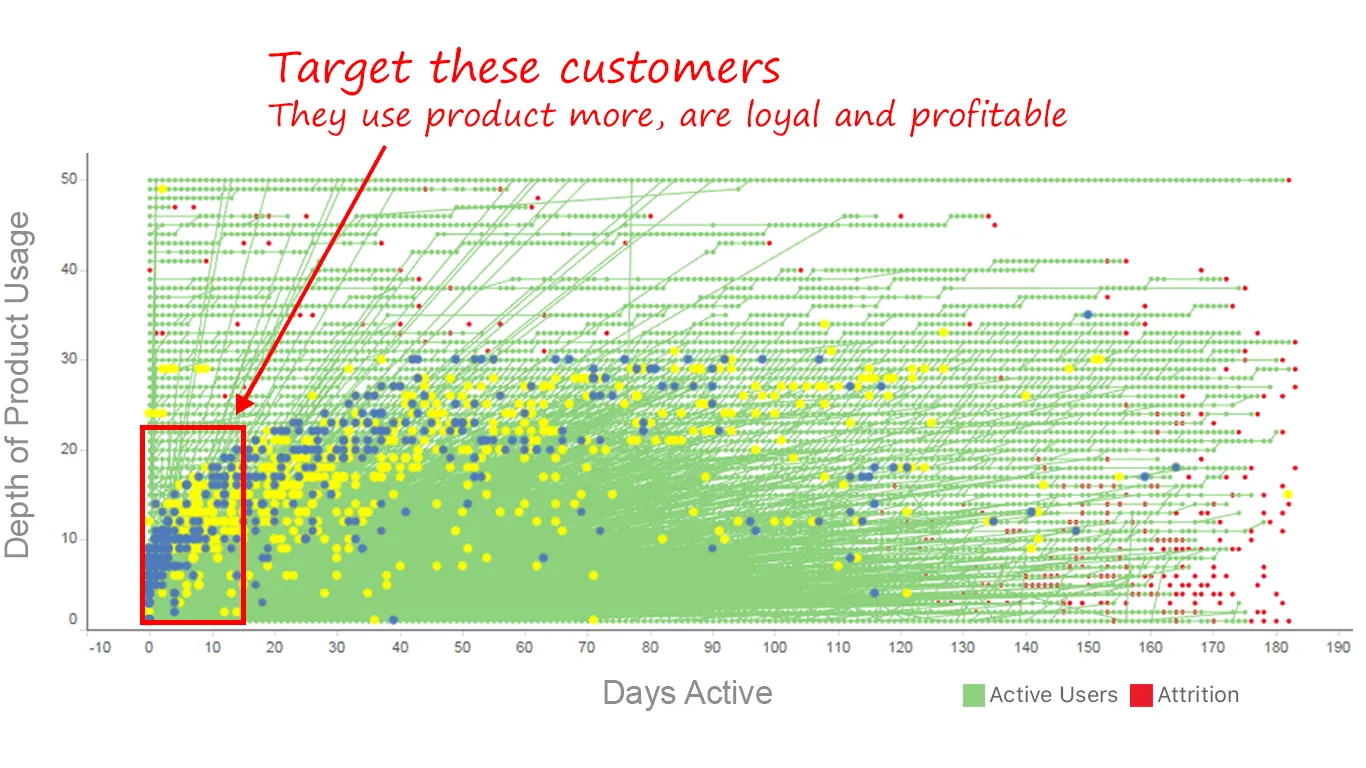 Target these customers
They use product more, are loyal and profitable
Depth of Product Usage
50
40
30
20
10
0
-10 0 10 20 30 40 50 60 70 80 90 100 110 120 130 140 150 160 170 180 190
Days Active
Active Users Attrition